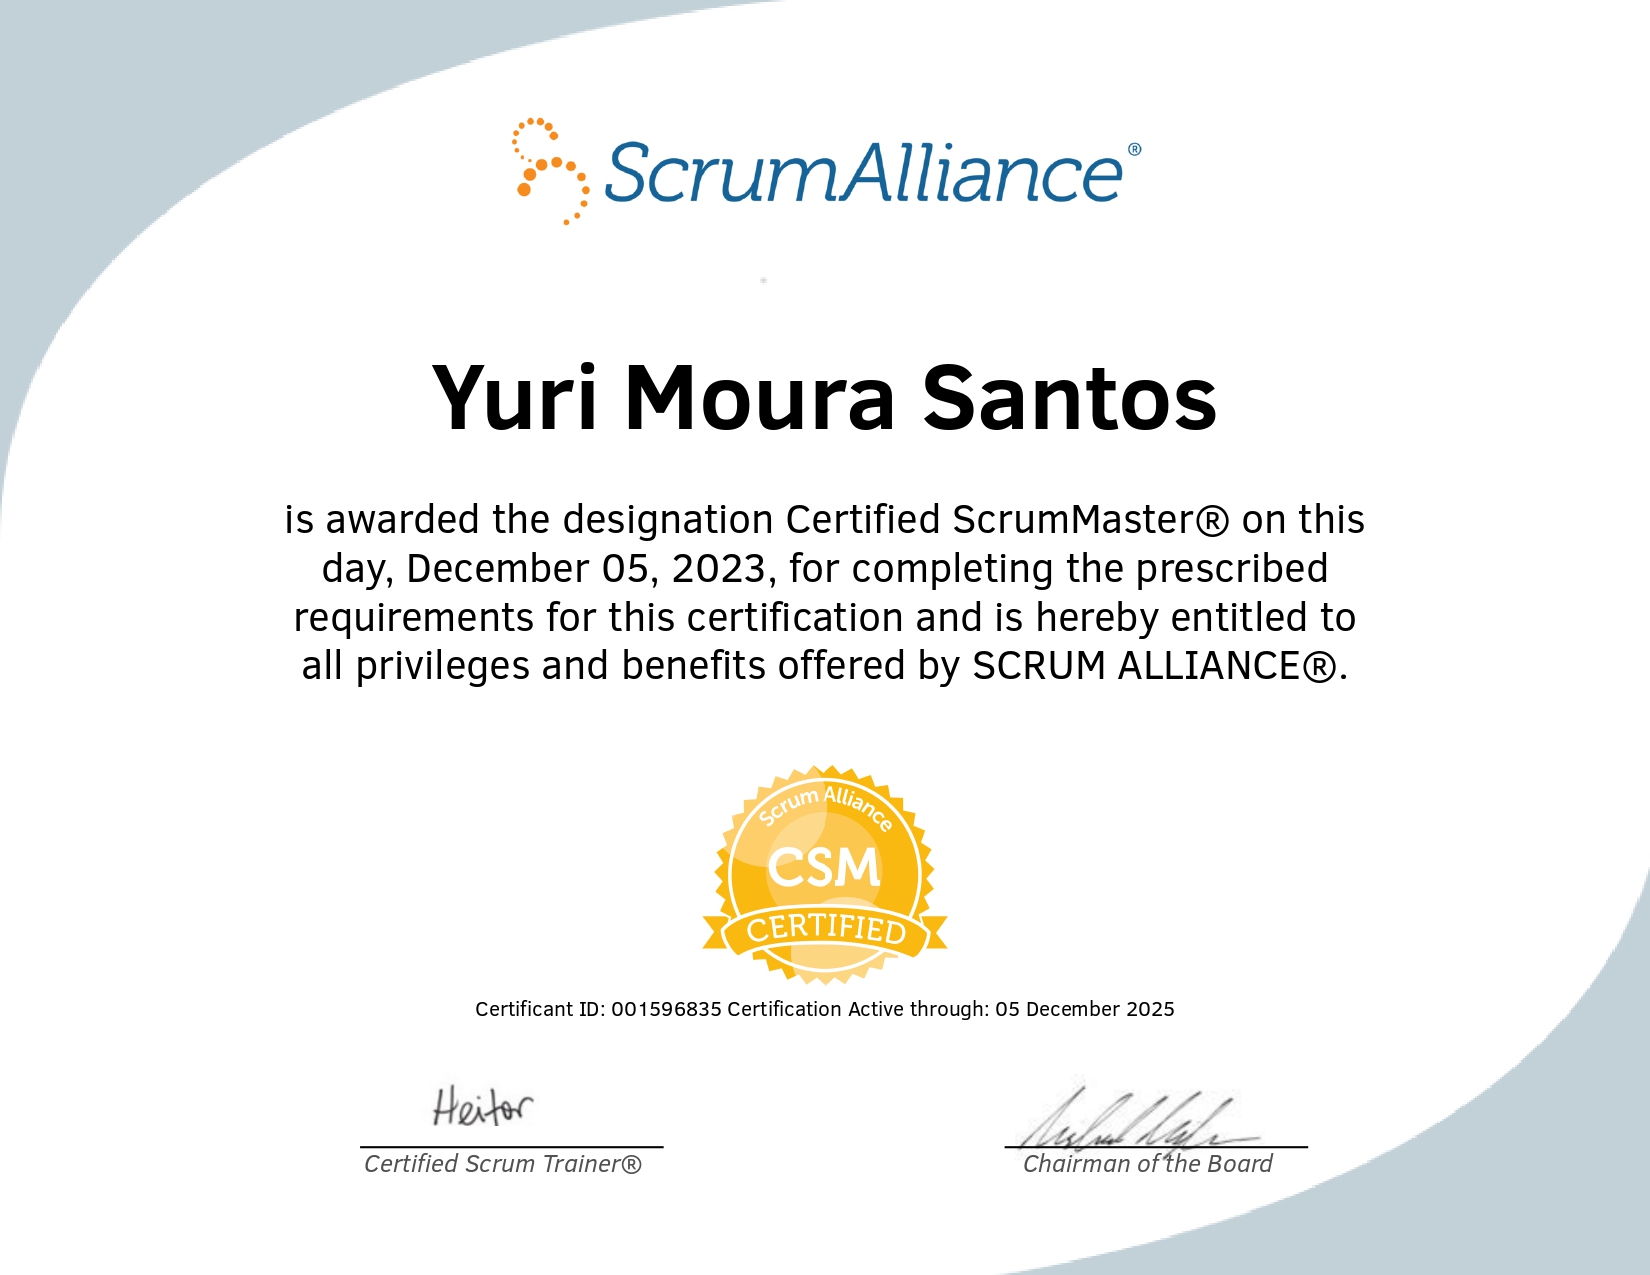 ScrumAlliance®
Yuri Moura Santos
is awarded the designation Certified ScrumMaster® on this
day, December 05, 2023, for completing the prescribed
requirements for this certification and is hereby entitled to
all privileges and benefits offered by SCRUM ALLIANCE®.
Scrum Alliance
CSM
CERTIFIED
Certificant ID: 001596835 Certification Active through: 05 December 2025
Heitor
Certified Scrum Trainer®
Chairman of the Board